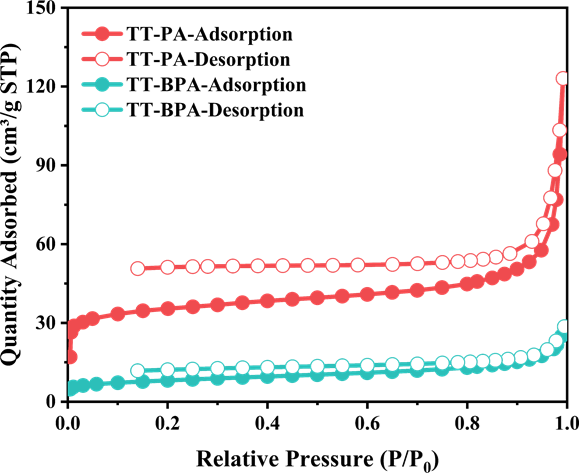 150
120
90
60
30
0
Quantity Adsorbed (cm³/g STP)
TT-PA-Adsorption
TT-PA-Desorption
TT-BPA-Adsorption
TT-BPA-Desorption
0.0 0.2 0.4 0.6 0.8 1.0
Relative Pressure (P/P₀)